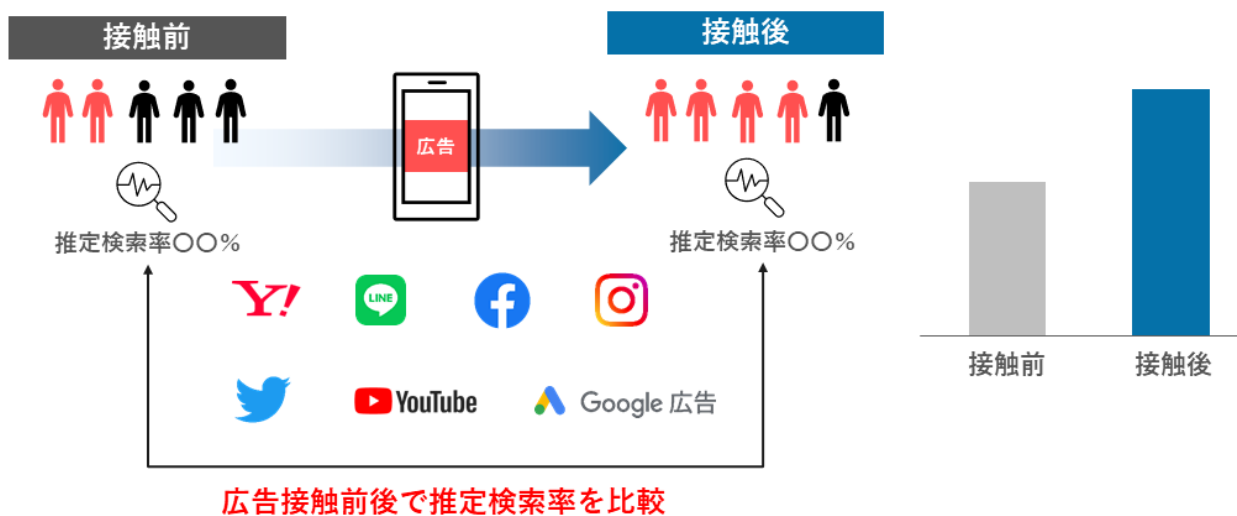 接触前
接触後
広告
推定検索率〇〇%
推定検索率〇〇%
Y!
LINE
YouTube
Google 広告
広告接触前後で推定検索率を比較
接触前
接触後